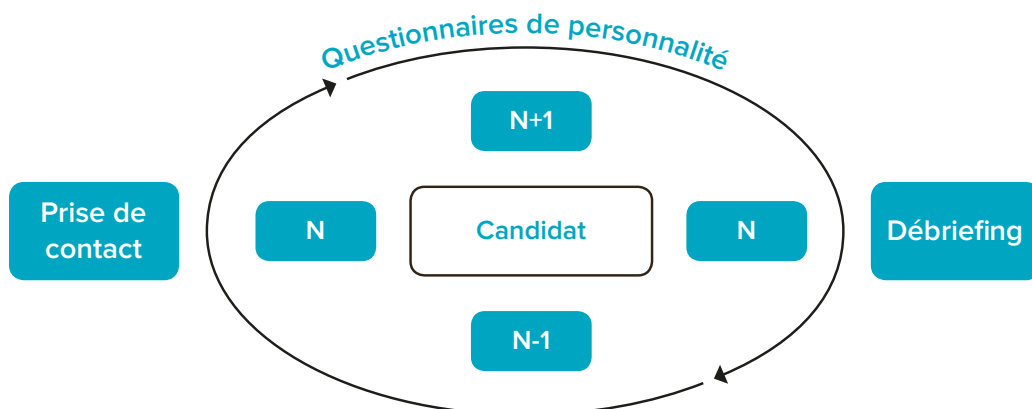 Questionnaires de personnalité
N+1
Prise de
contact
N
Candidat
N
Débriefing
N-1